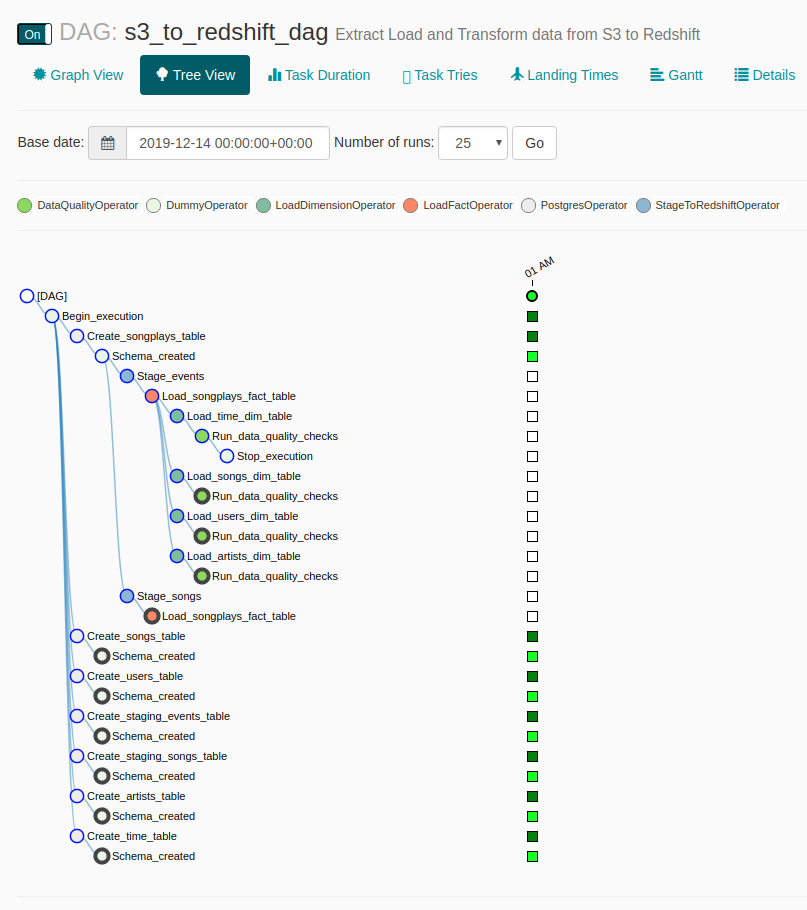 On DAG: s3_to_redshift_dag Extract Load and Transform data from S3 to Redshift
Graph View Tree View Task Duration Task Tries Landing Times Gantt Details
Base date: 2019-12-14 00:00:00+00:00 Number of runs: 25 Go
DataQualityOperator DummyOperator LoadDimensionOperator LoadFactOperator PostgresOperator StageToRedshiftOperator
01 AM
[DAG]
Begin_execution
Create_songplays_table
Schema_created
Stage_events
Load_songplays_fact_table
Load_time_dim_table
Run_data_quality_checks
Stop_execution
Load_songs_dim_table
Run_data_quality_checks
Load_users_dim_table
Run_data_quality_checks
Load_artists_dim_table
Run_data_quality_checks
Stage_songs
Load_songplays_fact_table
Create_songs_table
Schema_created
Create_users_table
Schema_created
Create_staging_events_table
Schema_created
Create_staging_songs_table
Schema_created
Create_artists_table
Schema_created
Create_time_table
Schema_created